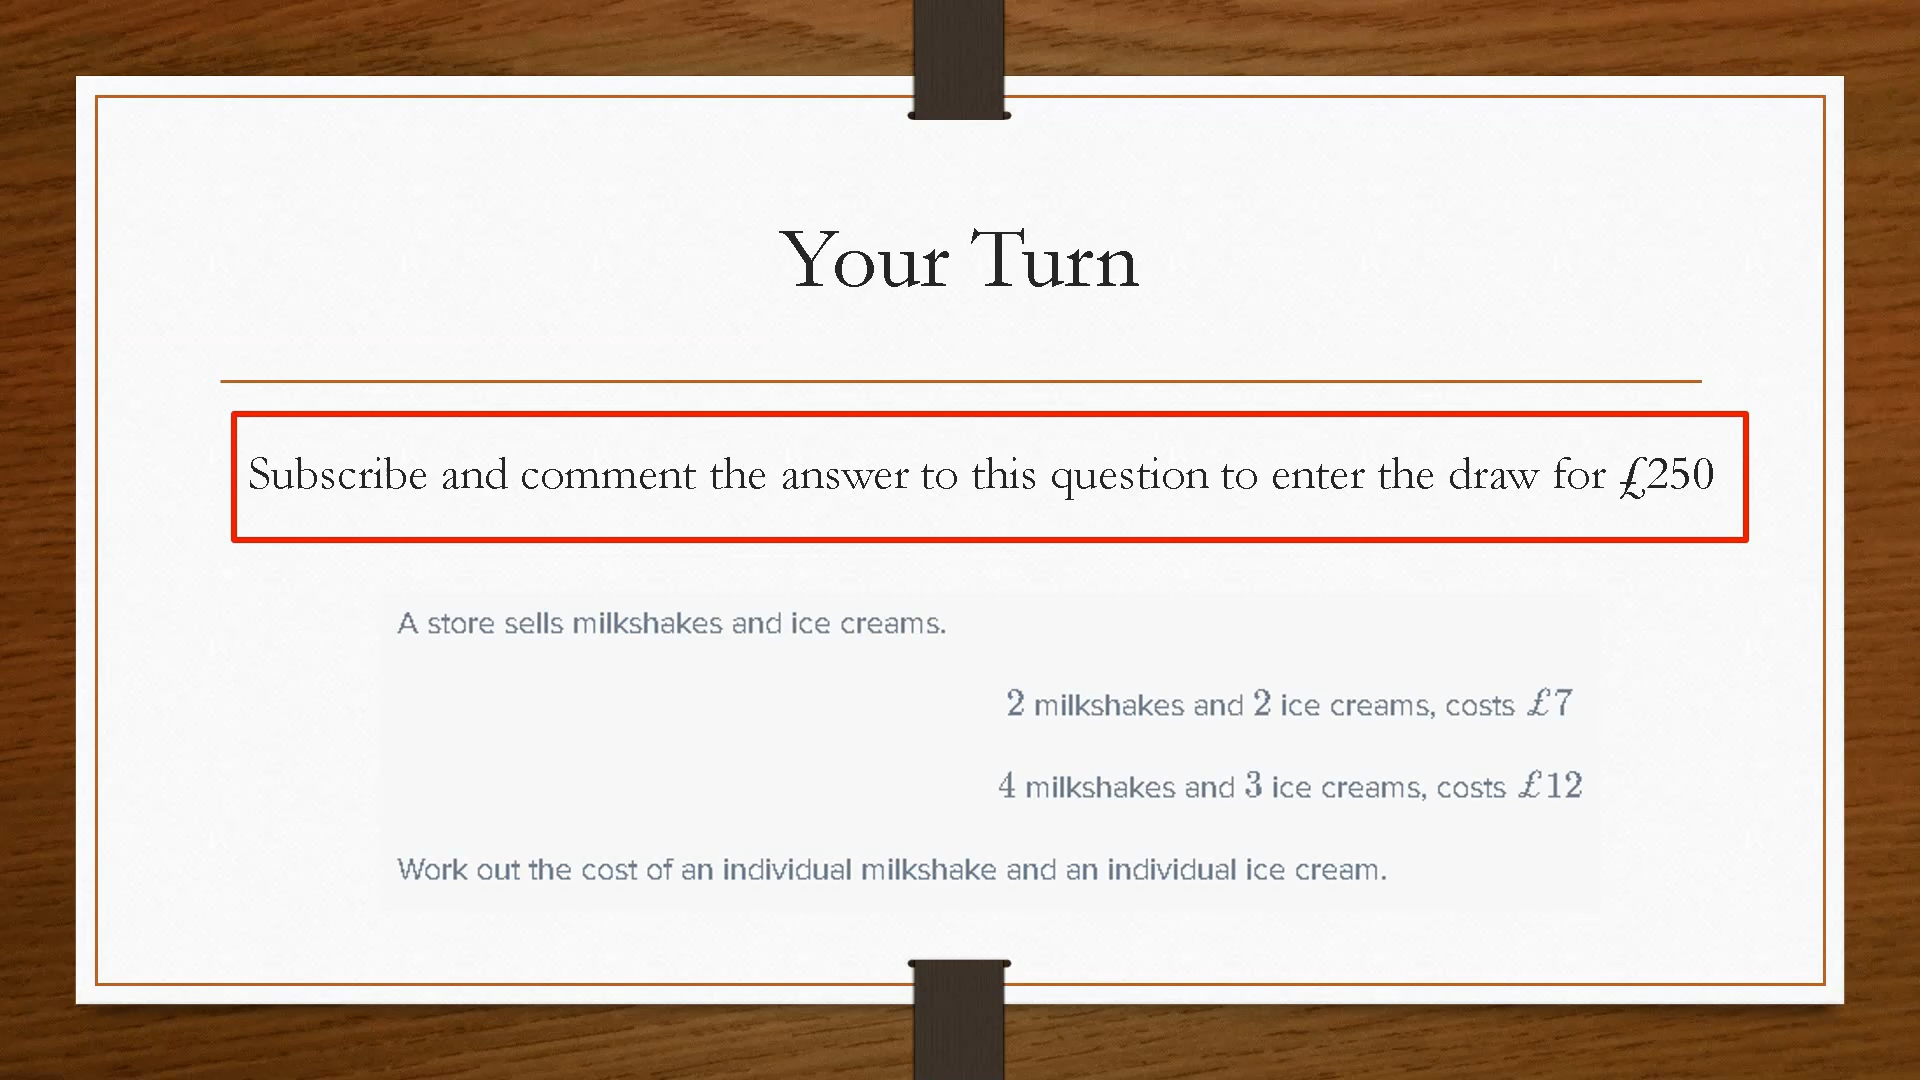 Your Turn
Subscribe and comment the answer to this question to enter the draw for £250
A store sells milkshakes and ice creams.
2 milkshakes and 2 ice creams, costs £7
4 milkshakes and 3 ice creams, costs £12
Work out the cost of an individual milkshake and an individual ice cream.